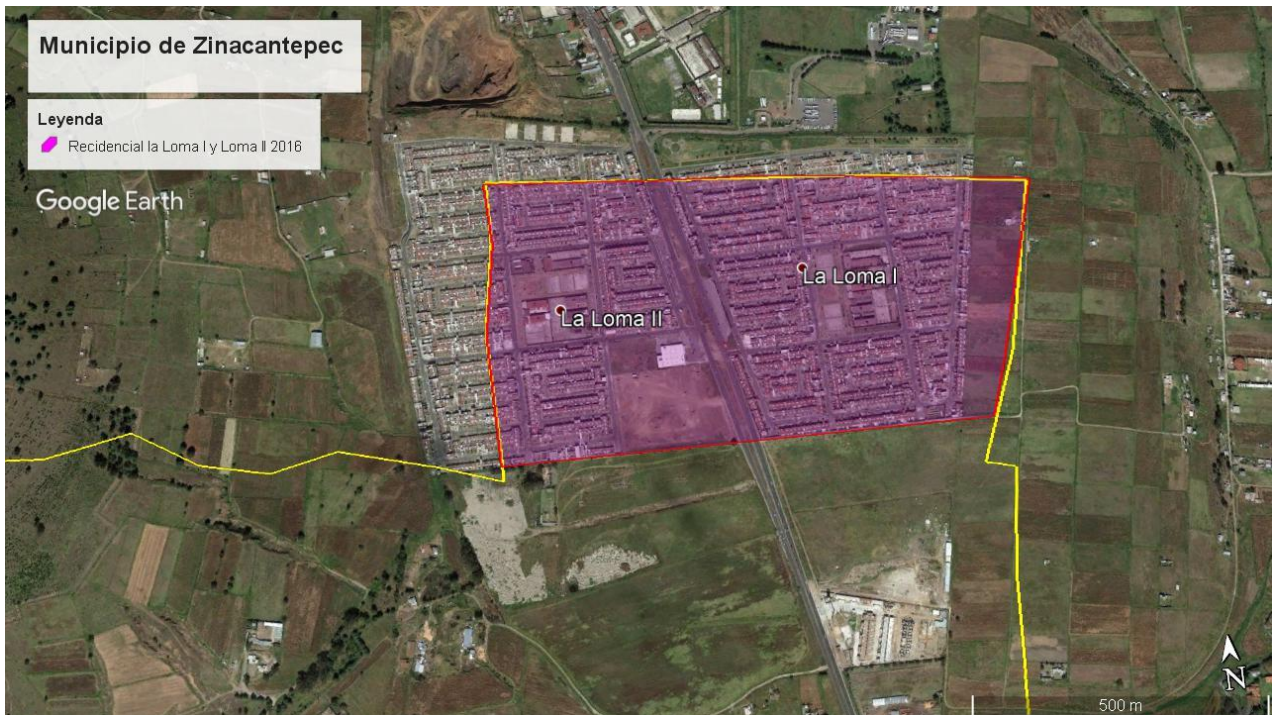 Municipio de Zinacantepec
Leyenda
Recidencial la Loma I y Loma II 2016
Google Earth
La Loma I
La Loma II
N
500 m